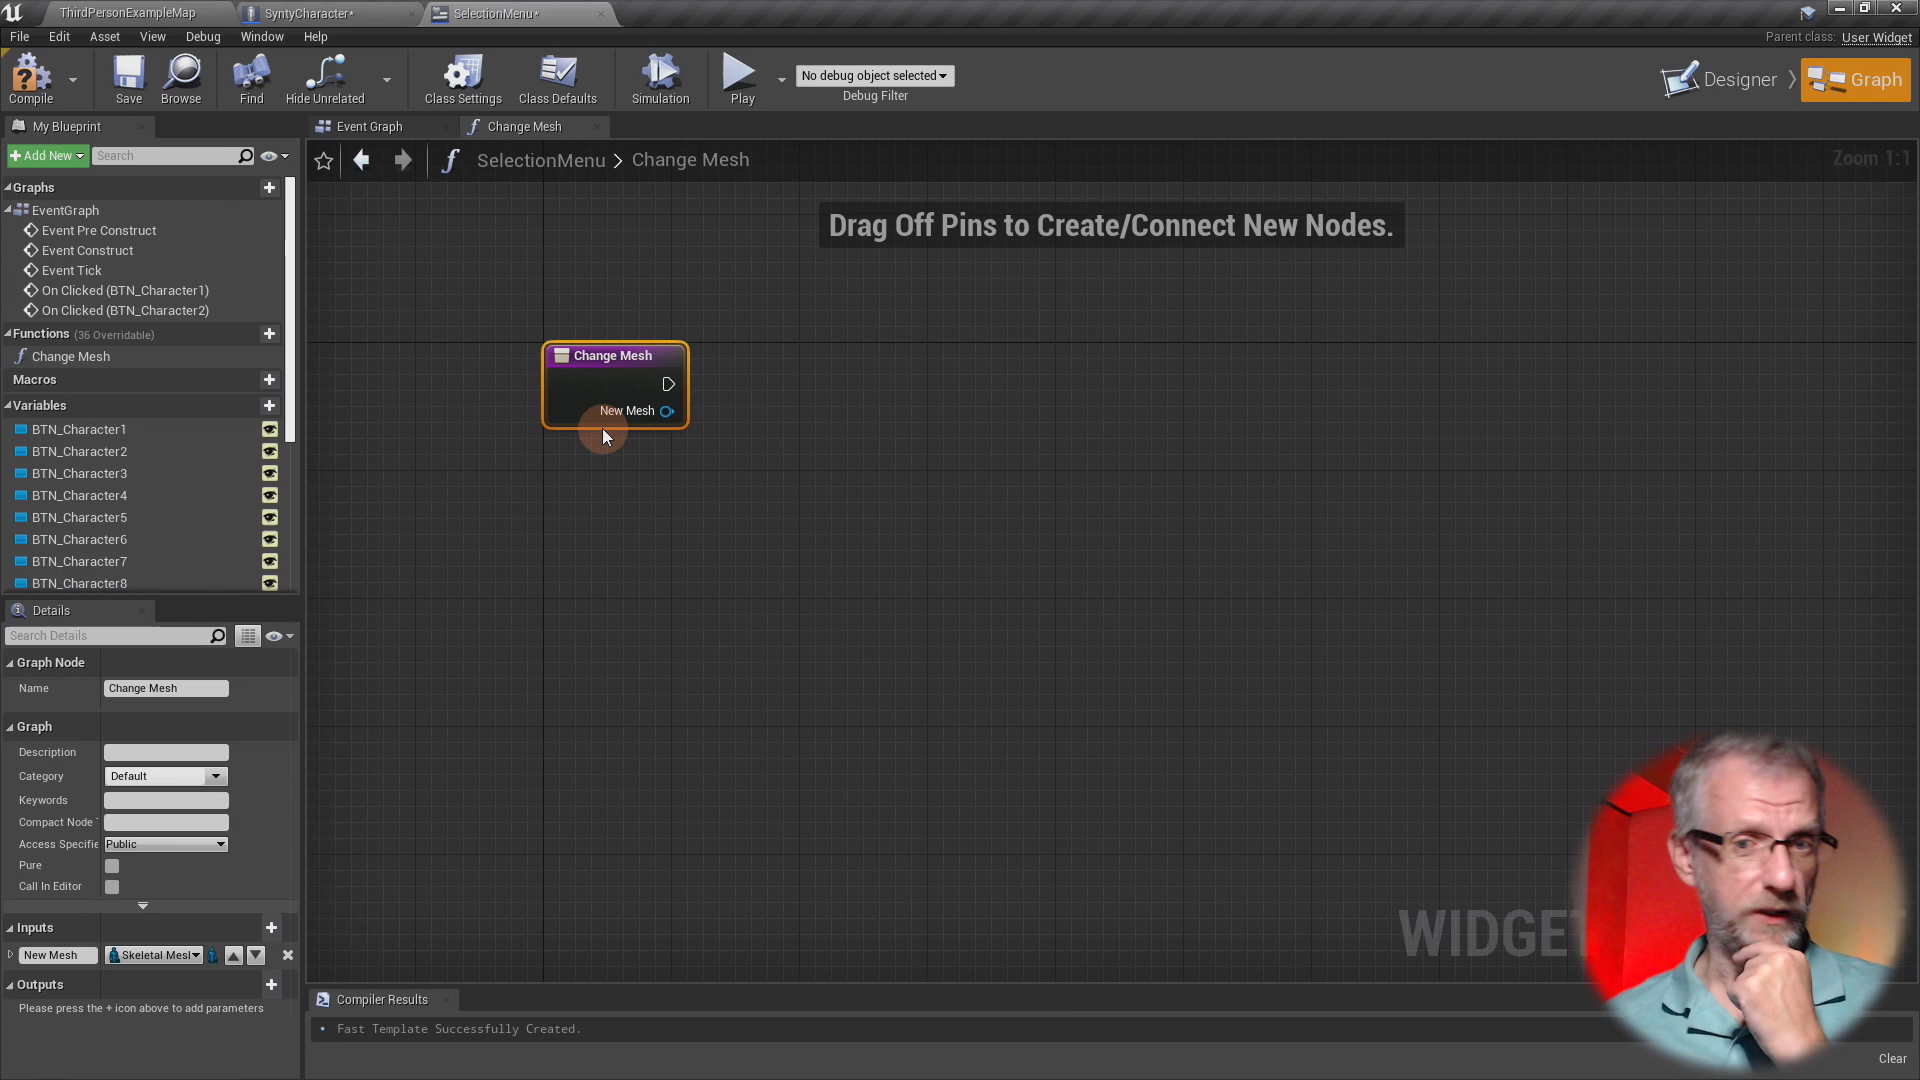 ThirdPersonExampleMap
SyntyCharacter*
SelectionMenu*
File Edit Asset View Debug Window Help
Parent class: User Widget
Compile
Save
Browse
Find
Hide Unrelated
Class Settings
Class Defaults
Simulation
Play
No debug object selected
Debug Filter
Designer
Graph
My Blueprint
Event Graph
Change Mesh
Add New
Search
SelectionMenu > Change Mesh
Zoom 1:1
Drag Off Pins to Create/Connect New Nodes.
Graphs
EventGraph
Event Pre Construct
Event Construct
Event Tick
On Clicked (BTN_Character1)
On Clicked (BTN_Character2)
Functions (36 Overridable)
Change Mesh
Macros
Variables
BTN_Character1
BTN_Character2
BTN_Character3
BTN_Character4
BTN_Character5
BTN_Character6
BTN_Character7
BTN_Character8
Change Mesh
New Mesh
Details
Search Details
Graph Node
Name Change Mesh
Graph
Description
Category Default
Keywords
Compact Node
Access Specifie Public
Pure
Call In Editor
Inputs
New Mesh Skeletal Mesl
Outputs
Please press the + icon above to add parameters
WIDGE
Compiler Results
• Fast Template Successfully Created.
Clear